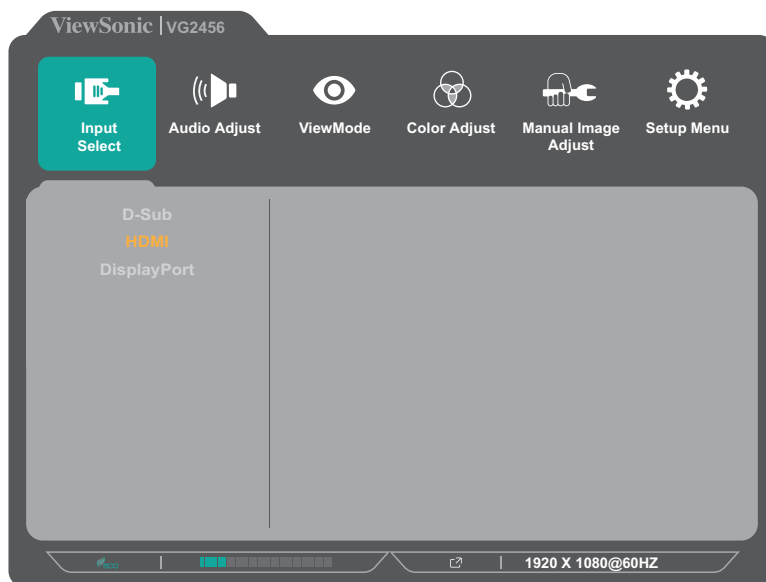 ViewSonic | VG2456
Input Select
Audio Adjust
ViewMode
Color Adjust
Manual Image Adjust
Setup Menu
D-Sub
HDMI
DisplayPort
ECO
1920 X 1080@60HZ